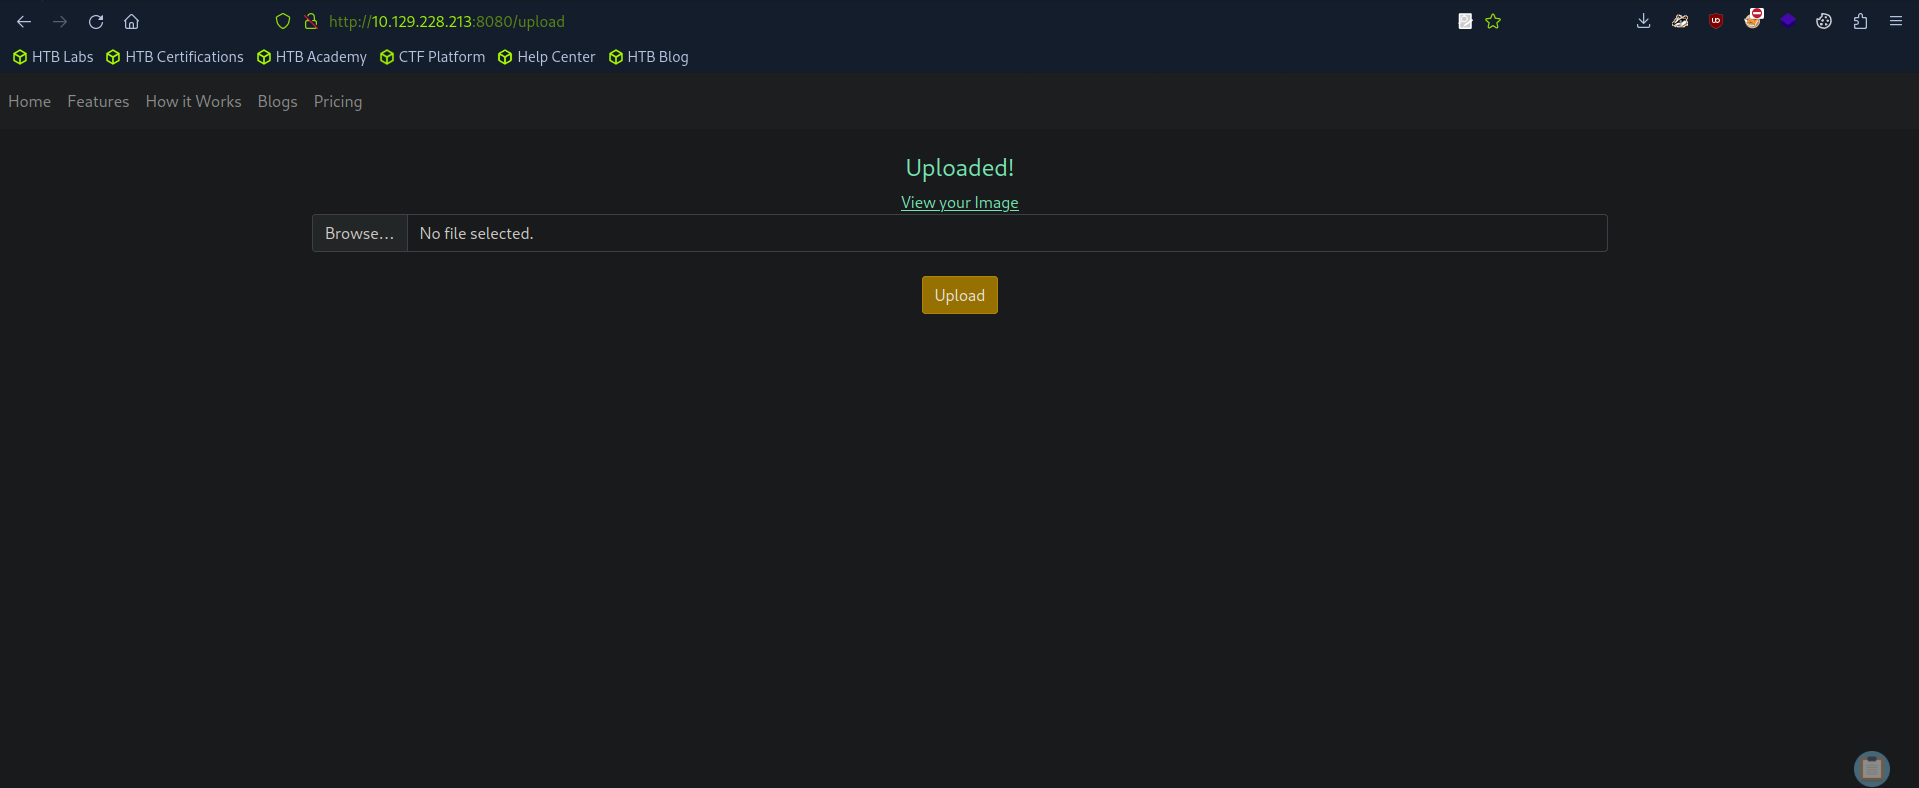 http://10.129.228.213:8080/upload
HTB Labs HTB Certifications HTB Academy CTF Platform Help Center HTB Blog
Home Features How it Works Blogs Pricing
Uploaded!
View your Image
Browse... No file selected.
Upload